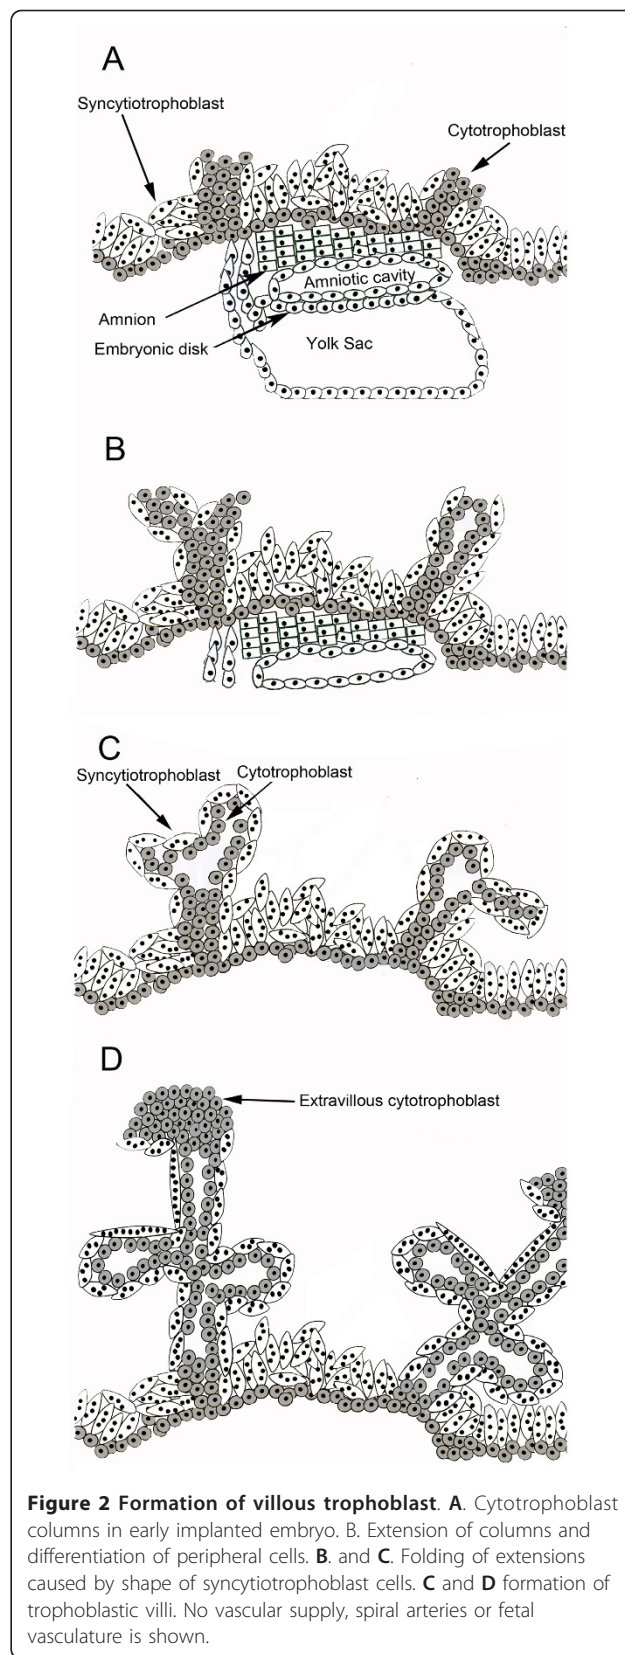 A
Syncytiotrophoblast
Cytotrophoblast
Amniotic cavity
Amnion
Embryonic disk
Yolk Sac
B
C
Syncytiotrophoblast
Cytotrophoblast
D
Extravillous cytotrophoblast
Figure 2 Formation of villous trophoblast. A. Cytotrophoblast
columns in early implanted embryo. B. Extension of columns and
differentiation of peripheral cells. B. and C. Folding of extensions
caused by shape of syncytiotrophoblast cells. C and D formation of
trophoblastic villi. No vascular supply, spiral arteries or fetal
vasculature is shown.